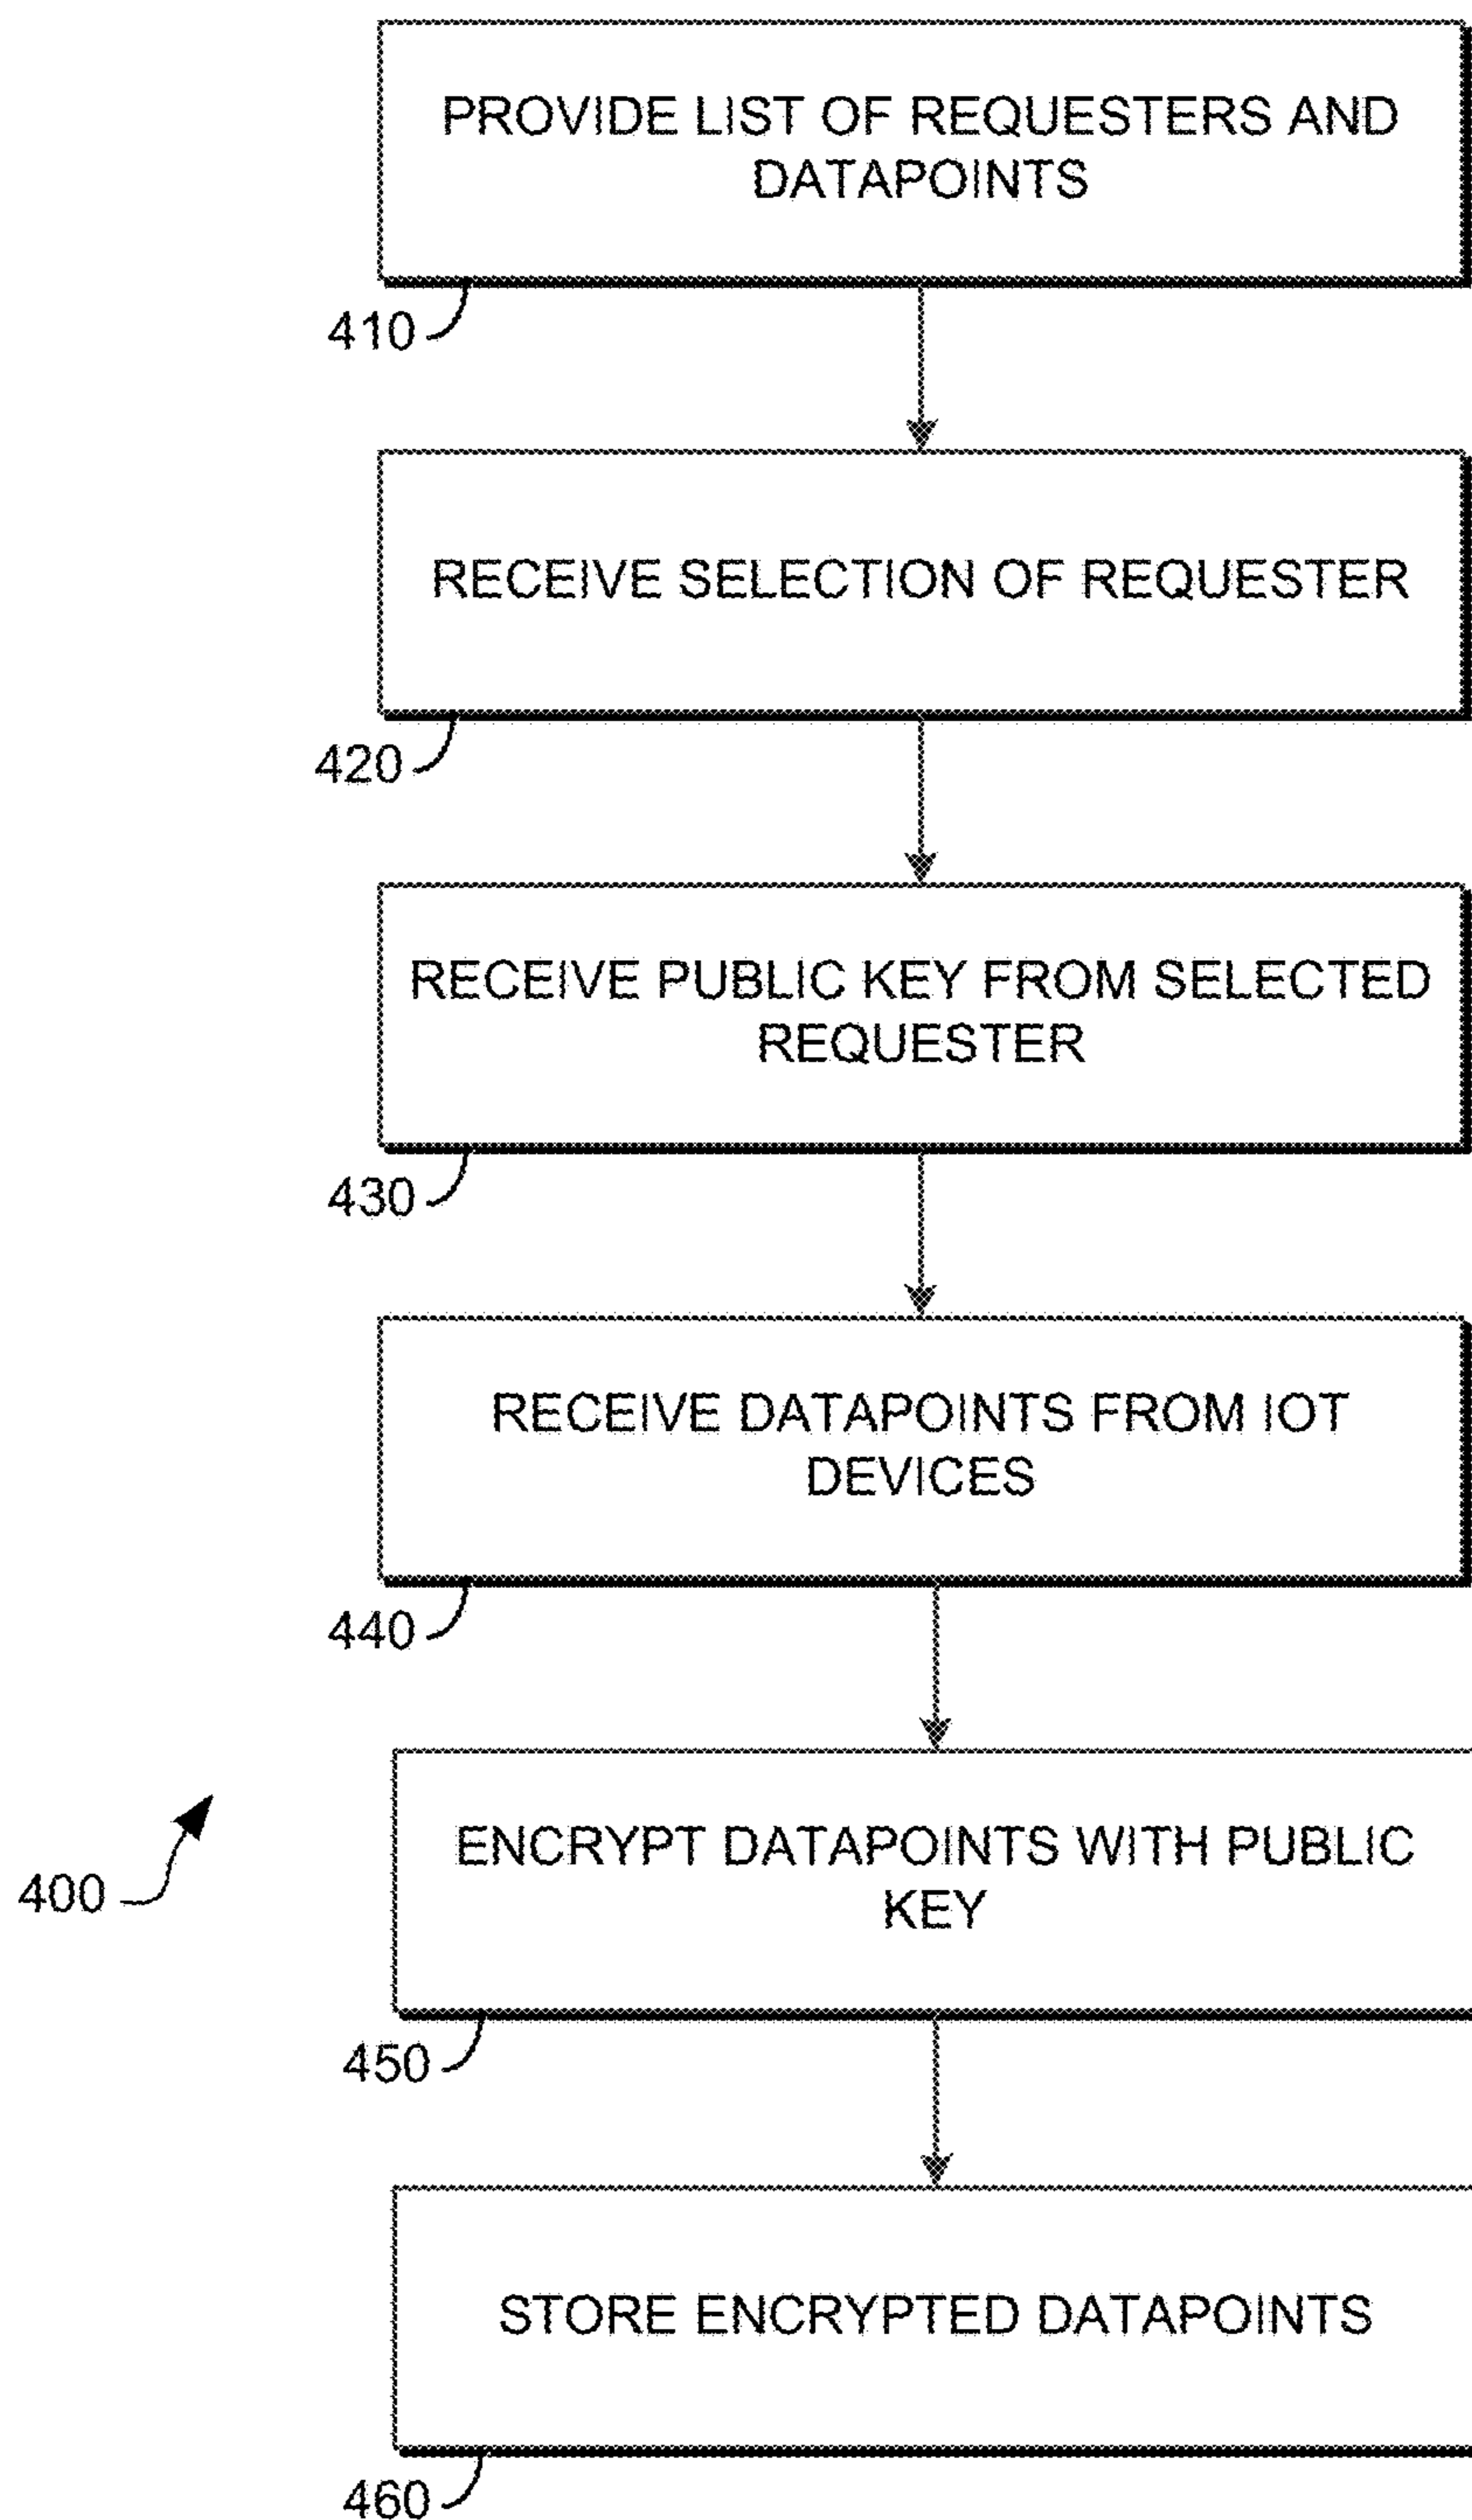 PROVIDE LIST OF REQUESTERS AND
DATAPOINTS
410
RECEIVE SELECTION OF REQUESTER
420
RECEIVE PUBLIC KEY FROM SELECTED
REQUESTER
430
RECEIVE DATAPOINTS FROM IOT
DEVICES
440
ENCRYPT DATAPOINTS WITH PUBLIC
KEY
400
450
STORE ENCRYPTED DATAPOINTS
460